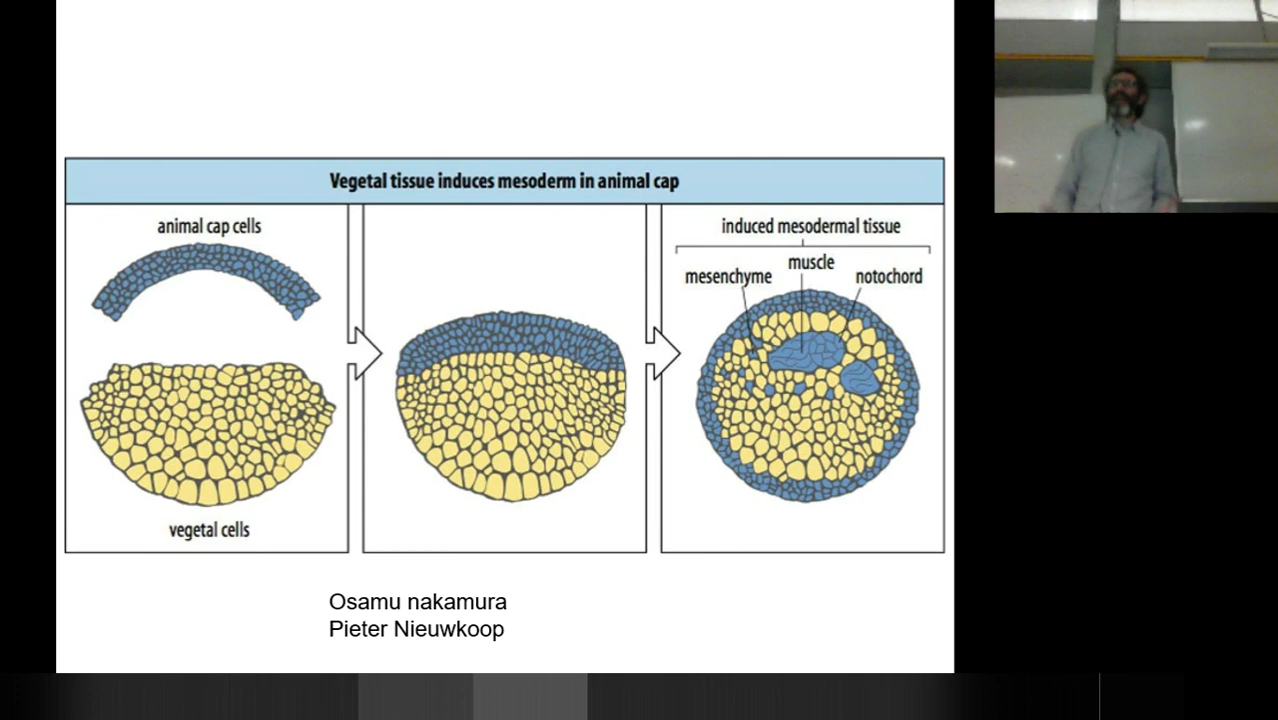 Vegetal tissue induces mesoderm in animal cap
animal cap cells
vegetal cells
induced mesodermal tissue
mesenchyme
muscle
notochord
Osamu nakamura
Pieter Nieuwkoop